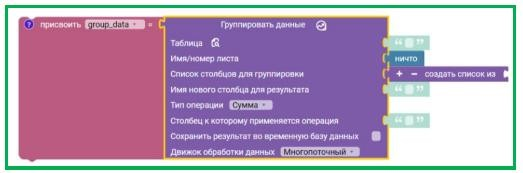 ? присвоить group_data = Группировать данные
Таблица “ ”
Имя/номер листа ничто
Список столбцов для группировки + - создать список из
Имя нового столбца для результата “ ”
Тип операции Сумма
Столбец к которому применяется операция “ ”
Сохранить результат во временную базу данных
Движок обработки данных Многопоточный